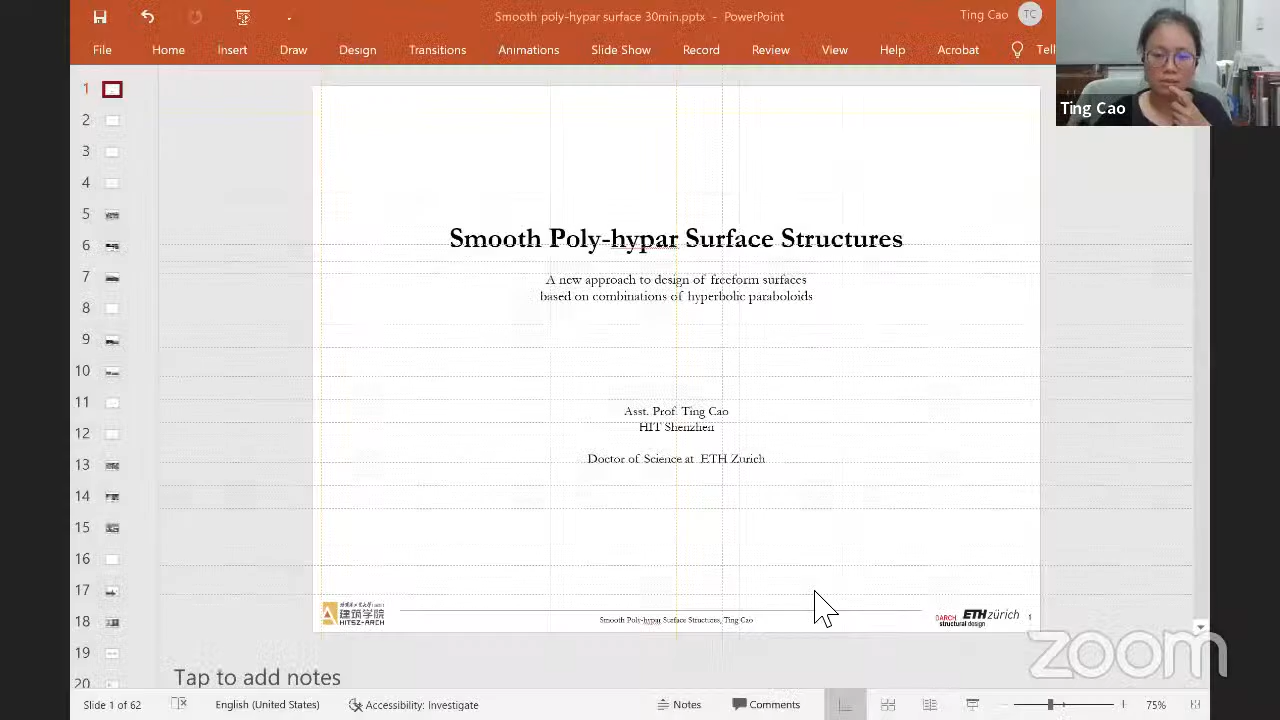 Smooth poly-hypar surface 30min.pptx - PowerPoint
Ting Cao
TC
File
Home
Insert
Draw
Design
Transitions
Animations
Slide Show
Record
Review
View
Help
Acrobat
Tell
Ting Cao
1
2
3
4
5
6
7
8
9
10
11
12
13
14
15
16
17
18
19
20
Smooth Poly-hypar Surface Structures
A new approach to design of freeform surfaces
based on combinations of hyperbolic paraboloids
Asst. Prof. Ting Cao
HIT Shenzhen
Doctor of Science at ETH Zurich
建筑学院
HITSZ-ARCH
Smooth Poly-hypar Surface Structures, Ting Cao
DARCH
structural design
ETH zürich
1
zoom
Tap to add notes
Slide 1 of 62
English (United States)
Accessibility: Investigate
Notes
Comments
75%